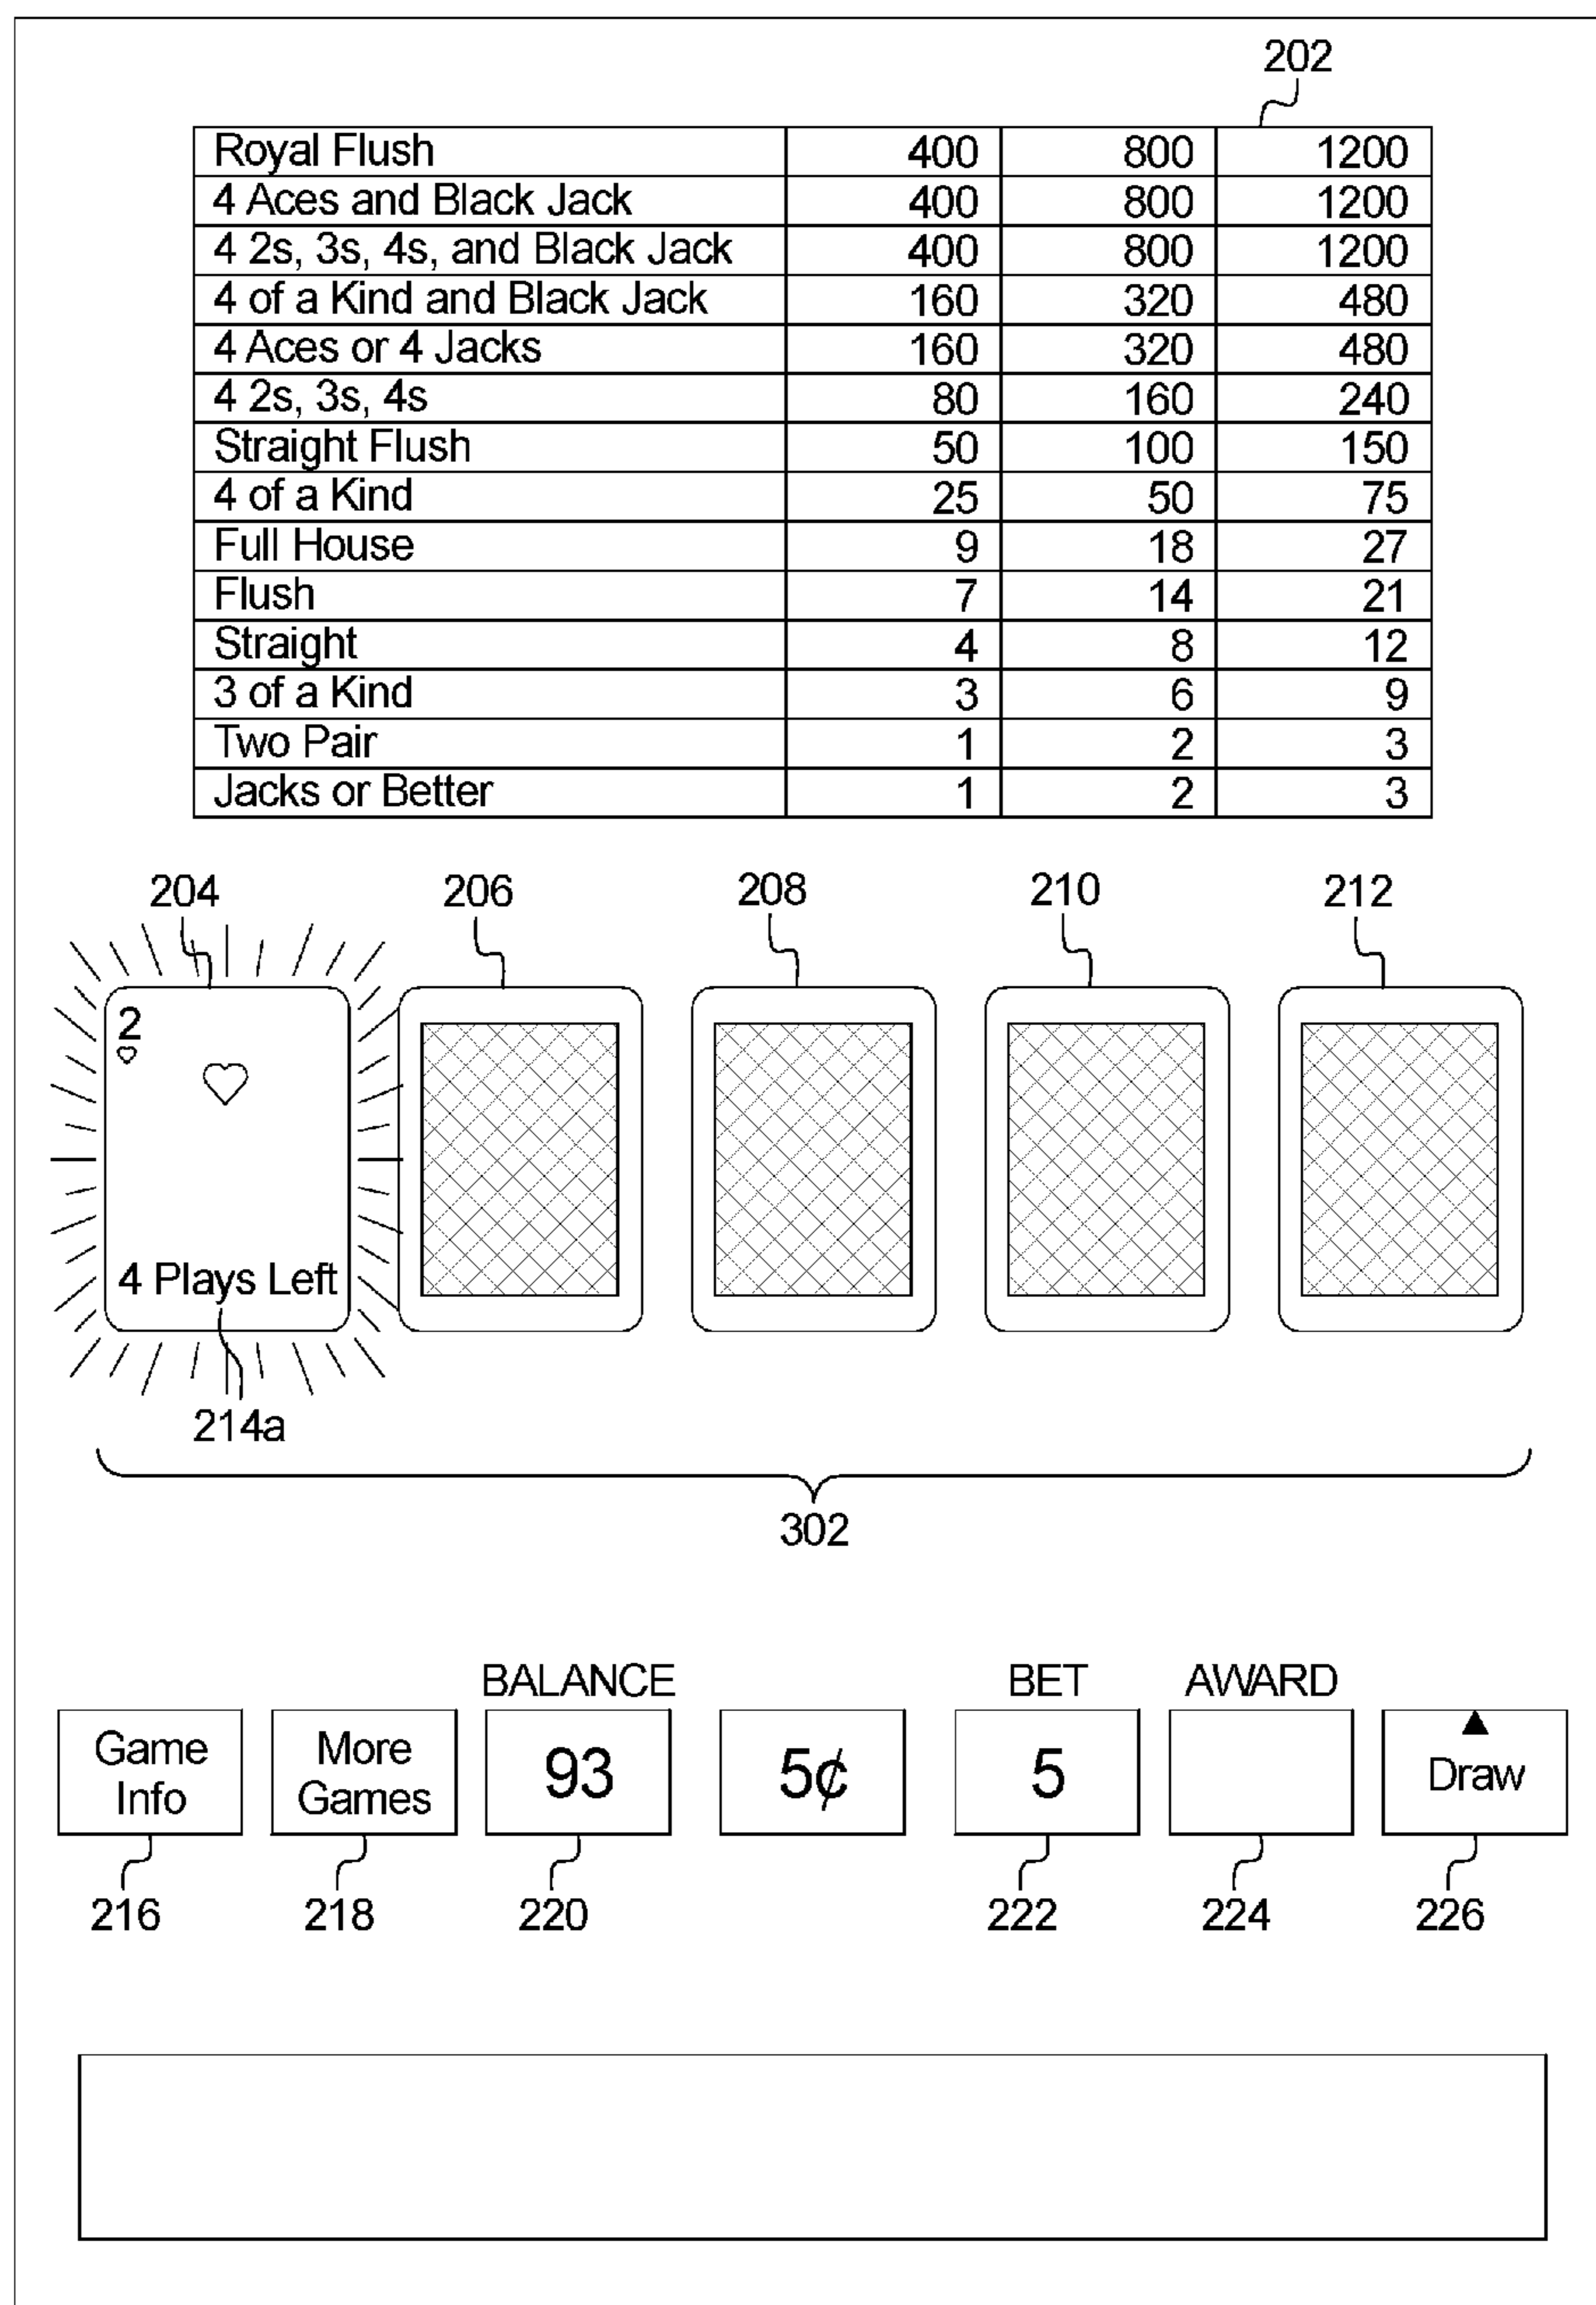 202
Royal Flush 400 800 1200
4 Aces and Black Jack 400 800 1200
4 2s, 3s, 4s, and Black Jack 400 800 1200
4 of a Kind and Black Jack 160 320 480
4 Aces or 4 Jacks 160 320 480
4 2s, 3s, 4s 80 160 240
Straight Flush 50 100 150
4 of a Kind 25 50 75
Full House 9 18 27
Flush 7 14 21
Straight 4 8 12
3 of a Kind 3 6 9
Two Pair 1 2 3
Jacks or Better 1 2 3
204 206 208 210 212
2
4 Plays Left
214a
302
BALANCE BET AWARD
Game Info
More Games
93
5¢
5
Draw
216 218 220 222 224 226